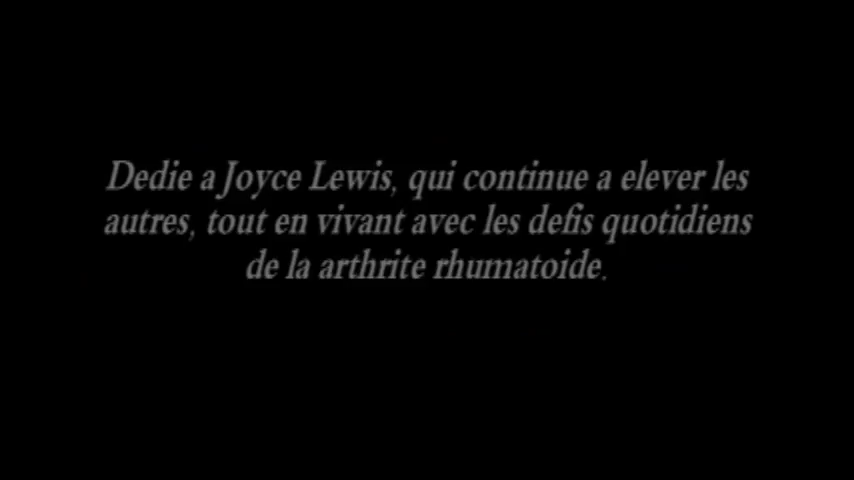 Dedie a Joyce Lewis, qui continue a elever les
autres, tout en vivant avec les defis quotidiens
de la arthrite rhumatoide.